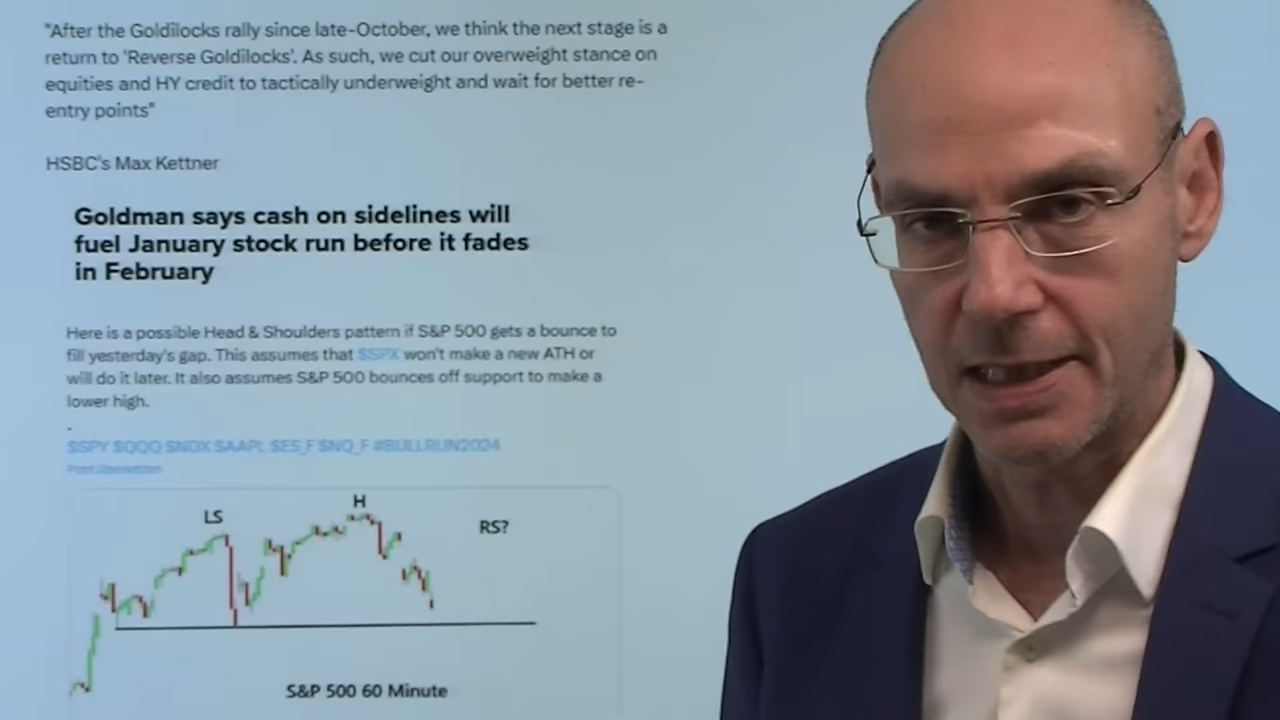 "After the Goldilocks rally since late-October, we think the next stage is a
return to 'Reverse Goldilocks'. As such, we cut our overweight stance on
equities and HY credit to tactically underweight and wait for better re-
entry points"
HSBC's Max Kettner
Goldman says cash on sidelines will
fuel January stock run before it fades
in February
Here is a possible Head & Shoulders pattern if S&P 500 gets a bounce to
fill yesterday's gap. This assumes that $SPX won't make a new ATH or
will do it later. It also assumes S&P 500 bounces off support to make a
lower high.
.
$SPY $QQQ $NDX $AAPL $ES_F $NQ_F #BULLRUN2024
LS
H
RS?
S&P 500 60 Minute